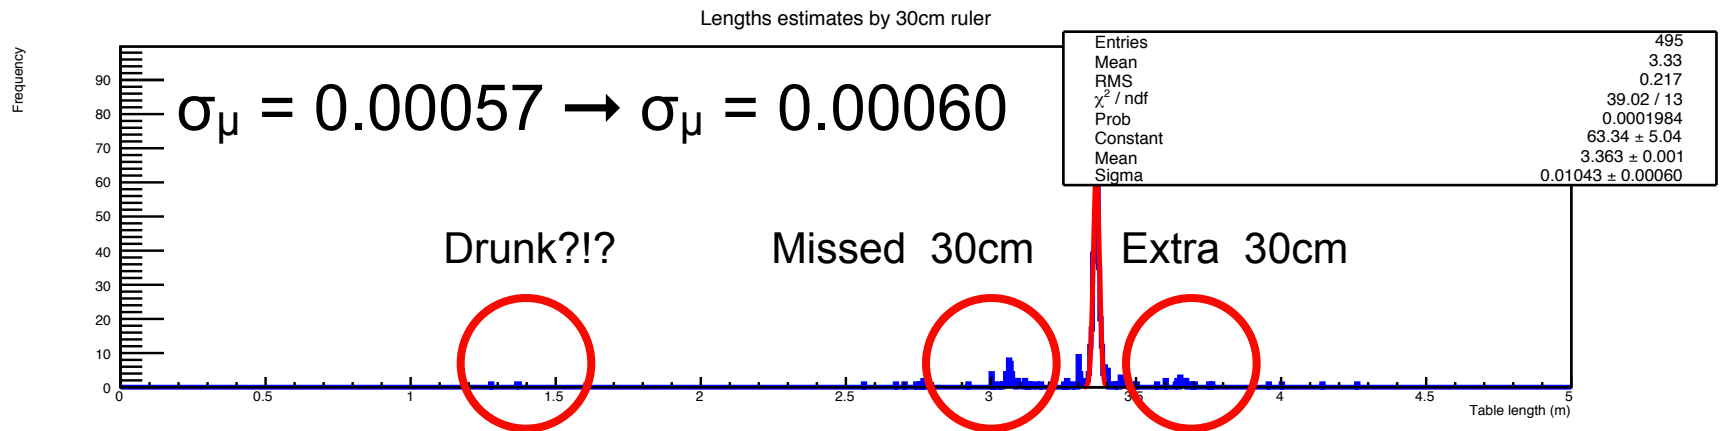 Lengths estimates by 30cm ruler
Frequency
Entries 495
Mean 3.33
RMS 0.217
χ² / ndf 39.02 / 13
Prob 0.0001984
Constant 63.34 ± 5.04
Mean 3.363 ± 0.001
Sigma 0.01043 ± 0.00060
σμ = 0.00057 → σμ = 0.00060
Drunk?!? Missed 30cm Extra 30cm
90
80
70
60
50
40
30
20
10
0
0 0.5 1 1.5 2 2.5 3 3.5 4 4.5 5
Table length (m)